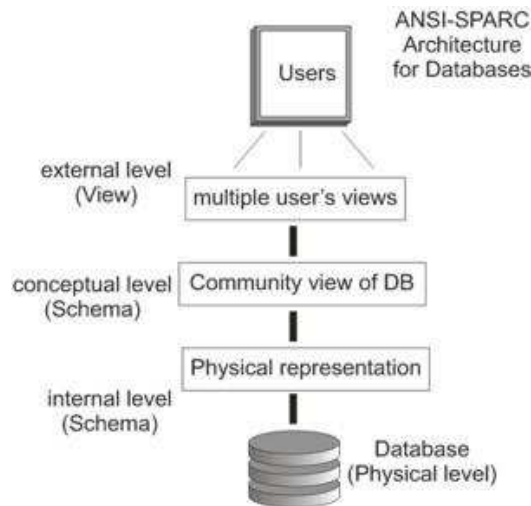 ANSI-SPARC
Architecture
for Databases
Users
external level
(View)
multiple user's views
conceptual level
(Schema)
Community view of DB
Physical representation
internal level
(Schema)
Database
(Physical level)